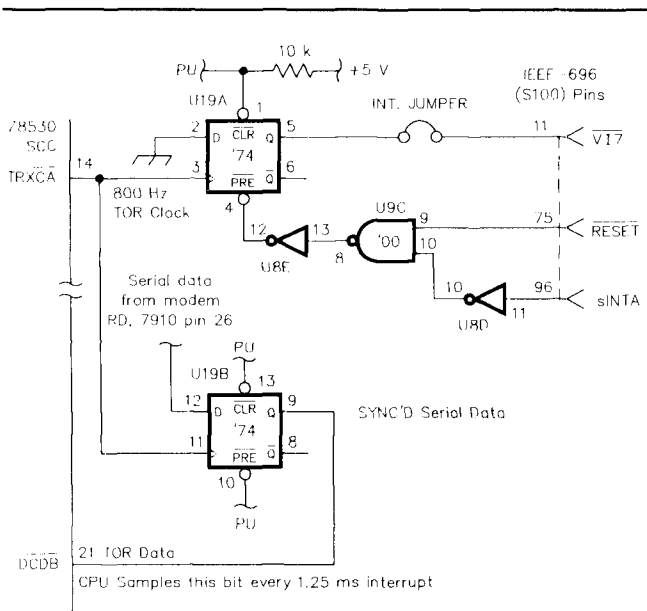 10 k
PU
+5 V
IEEF -696
(S100) Pins
U19A
1
INT. JUMPER
Z8530
SCC
2
D
CLR
Q
5
11
VI7
'74
TRXCA
14
3
PRE
Q
6
800 Hz
TOR Clock
4
U9C
12
13
9
75
RESET
'00
8
10
U8E
10
96
sINTA
11
U8D
Serial data
from modem
RD, 7910 pin 26
PU
U19B
13
12
D
CLR
Q
9
SYNC'D Serial Data
'74
11
PRE
Q
8
10
PU
DCDB
21 TOR Data
CPU Samples this bit every 1.25 ms interrupt